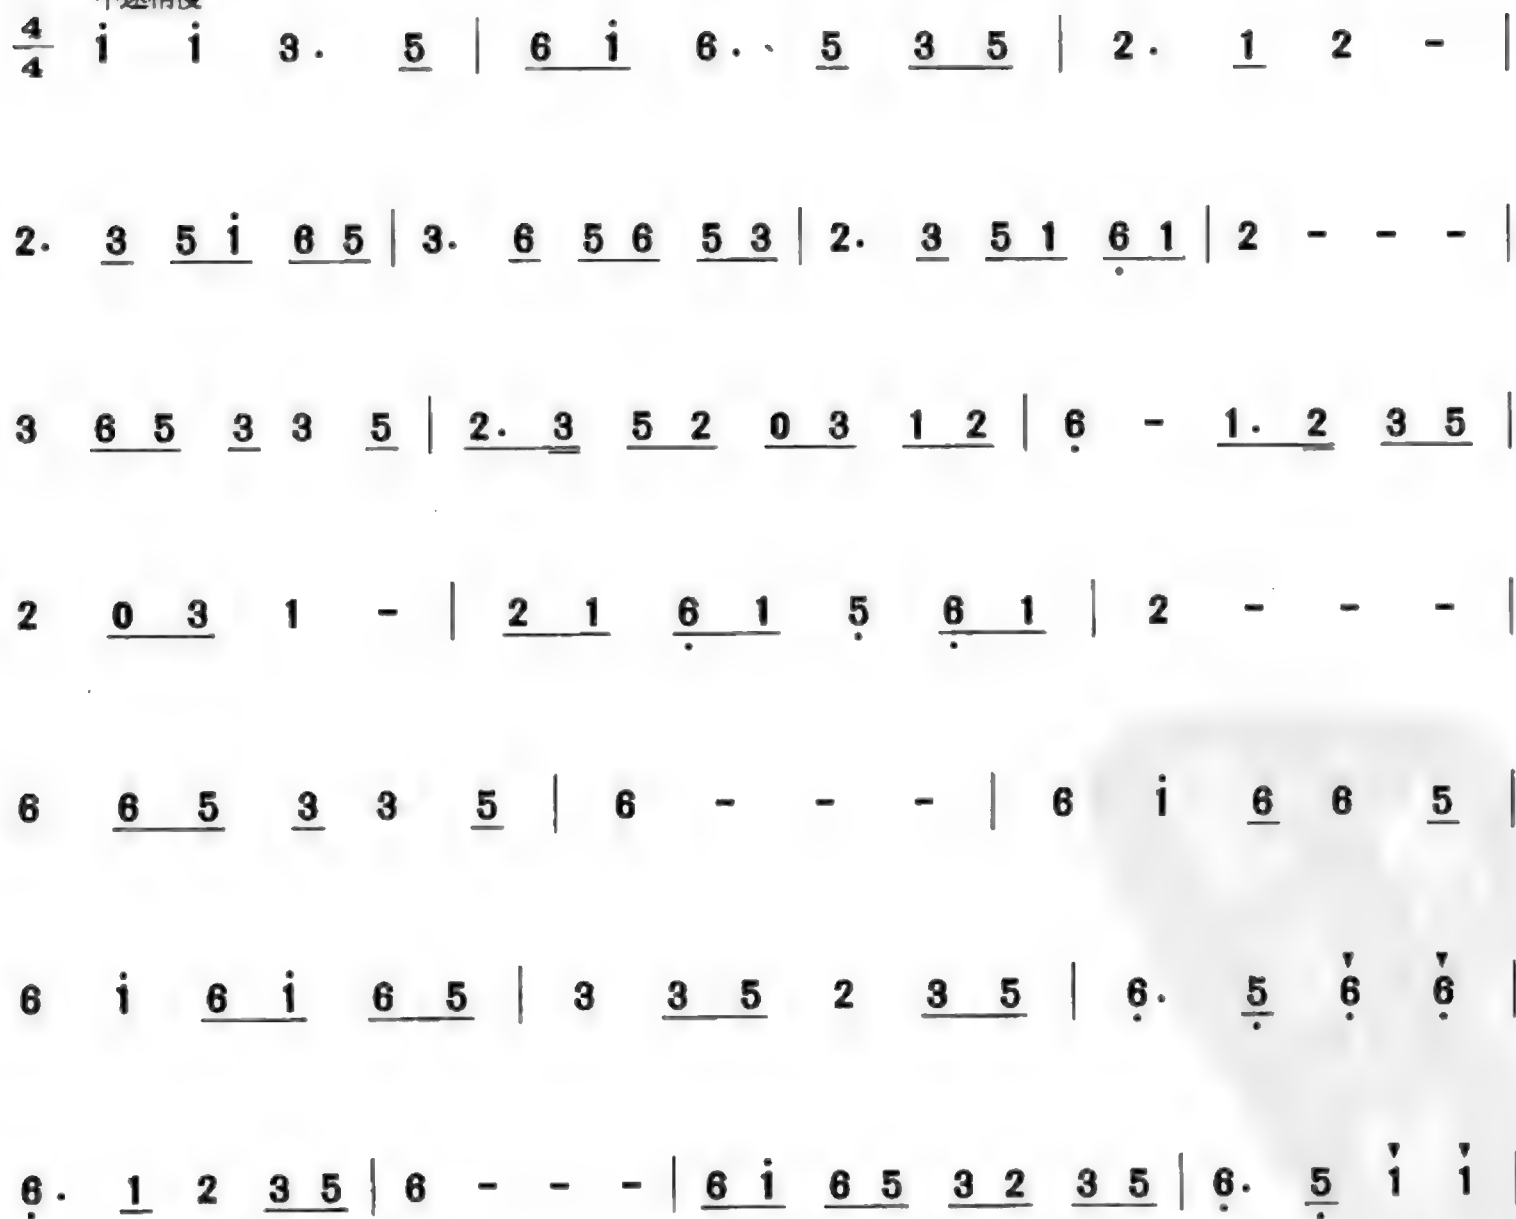 4/4 i i 3. 5 | 6 i 6. 5 3 5 | 2. 1 2 - |
2. 3 5 i 6 5 | 3. 6 5 6 5 3 | 2. 3 5 1 6 1 | 2 - - - |
3 6 5 3 3 5 | 2. 3 5 2 0 3 1 2 | 6 - 1. 2 3 5 |
2 0 3 1 - | 2 1 6 1 5 6 1 | 2 - - - |
6 6 5 3 3 5 | 6 - - - | 6 i 6 6 5 |
6 i 6 i 6 5 | 3 3 5 2 3 5 | 6. 5 6 6 |
6. 1 2 3 5 | 6 - - - | 6 i 6 5 3 2 3 5 | 6. 5 1 1 |